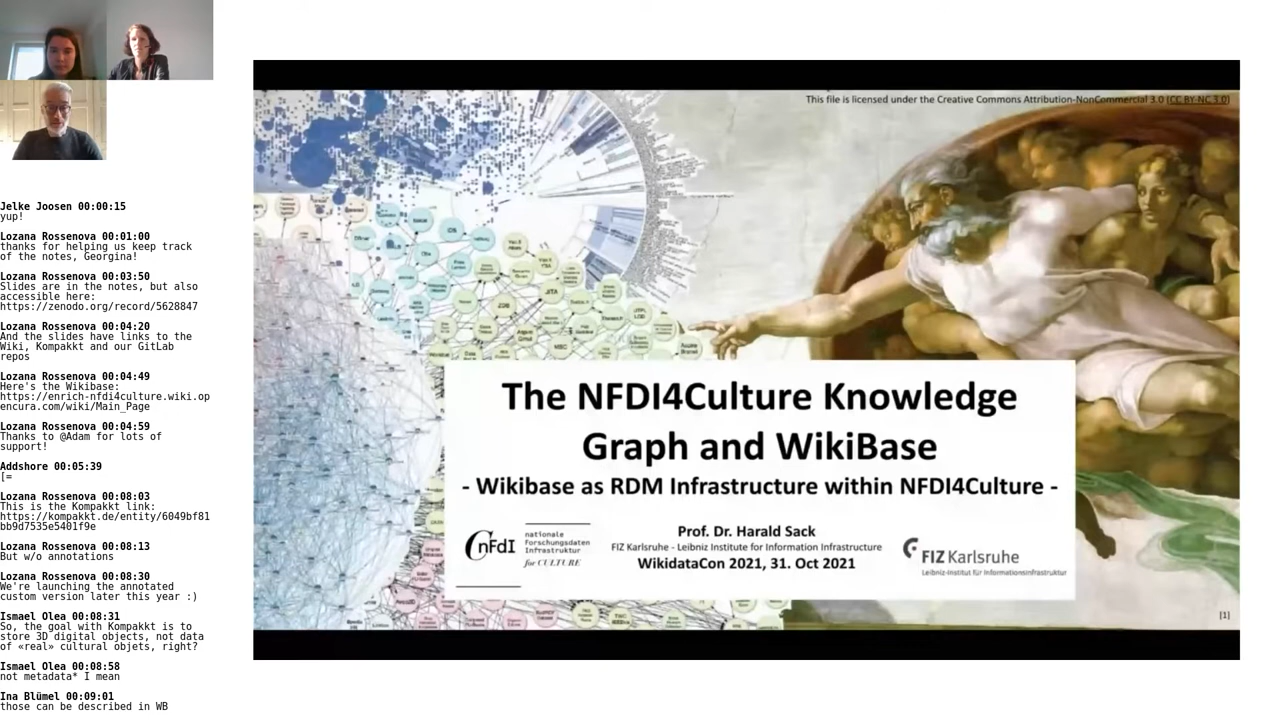 Jelke Joosen 00:00:15
yup!
Lozana Rossenova 00:01:00
thanks for helping us keep track
of the notes, Georgina!
Lozana Rossenova 00:03:50
Slides are in the notes, but also
accessible here:
https://zenodo.org/record/5628847
Lozana Rossenova 00:04:20
And the slides have links to the
Wiki, Kompakkt and our GitLab
repos
Lozana Rossenova 00:04:49
Here's the Wikibase:
https://enrich-nfdi4culture.wiki.op
encura.com/wiki/Main_Page
Lozana Rossenova 00:04:59
Thanks to @Adam for lots of
support!
Addshore 00:05:39
[=
Lozana Rossenova 00:08:03
This is the Kompakkt link:
https://kompakkt.de/entity/6049bf81
bb9d7535e5401f9e
Lozana Rossenova 00:08:13
But w/o annotations
Lozana Rossenova 00:08:30
We're launching the annotated
custom version later this year :)
Ismael Olea 00:08:31
So, the goal with Kompakkt is to
store 3D digital objects, not data
of «real» cultural objets, right?
Ismael Olea 00:08:58
not metadata* I mean
Ina Blümel 00:09:01
those can be described in WB
This file is licensed under the Creative Commons Attribution-NonCommercial 3.0 (CC BY-NC 3.0)
JITA
The NFDI4Culture Knowledge
Graph and WikiBase
- Wikibase as RDM Infrastructure within NFDI4Culture -
nFdI
nationale
Forschungsdaten
Infrastruktur
for CULTURE
Prof. Dr. Harald Sack
FIZ Karlsruhe - Leibniz Institute for Information Infrastructure
WikidataCon 2021, 31. Oct 2021
FIZ Karlsruhe
Leibniz-Institut für Informationsinfrastruktur
[1]